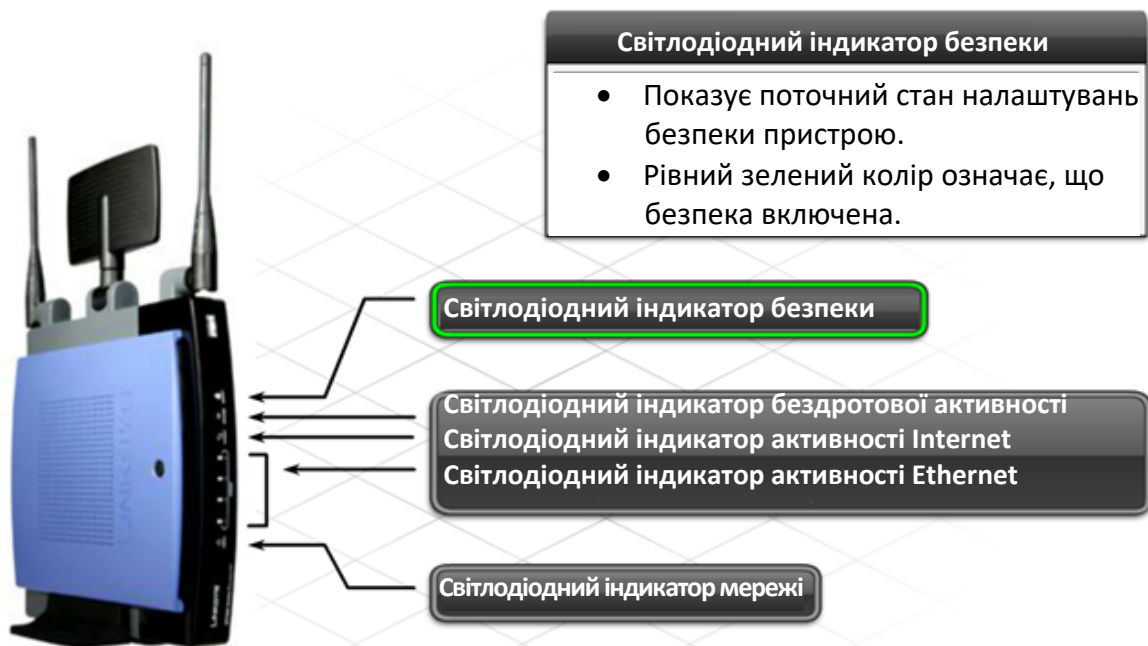 Світлодіодний індикатор безпеки
• Показує поточний стан налаштувань
безпеки пристрою.
• Рівний зелений колір означає, що
безпека включена.
Світлодіодний індикатор безпеки
Світлодіодний індикатор бездротової активності
Світлодіодний індикатор активності Internet
Світлодіодний індикатор активності Ethernet
Світлодіодний індикатор мережі
LINKSYS